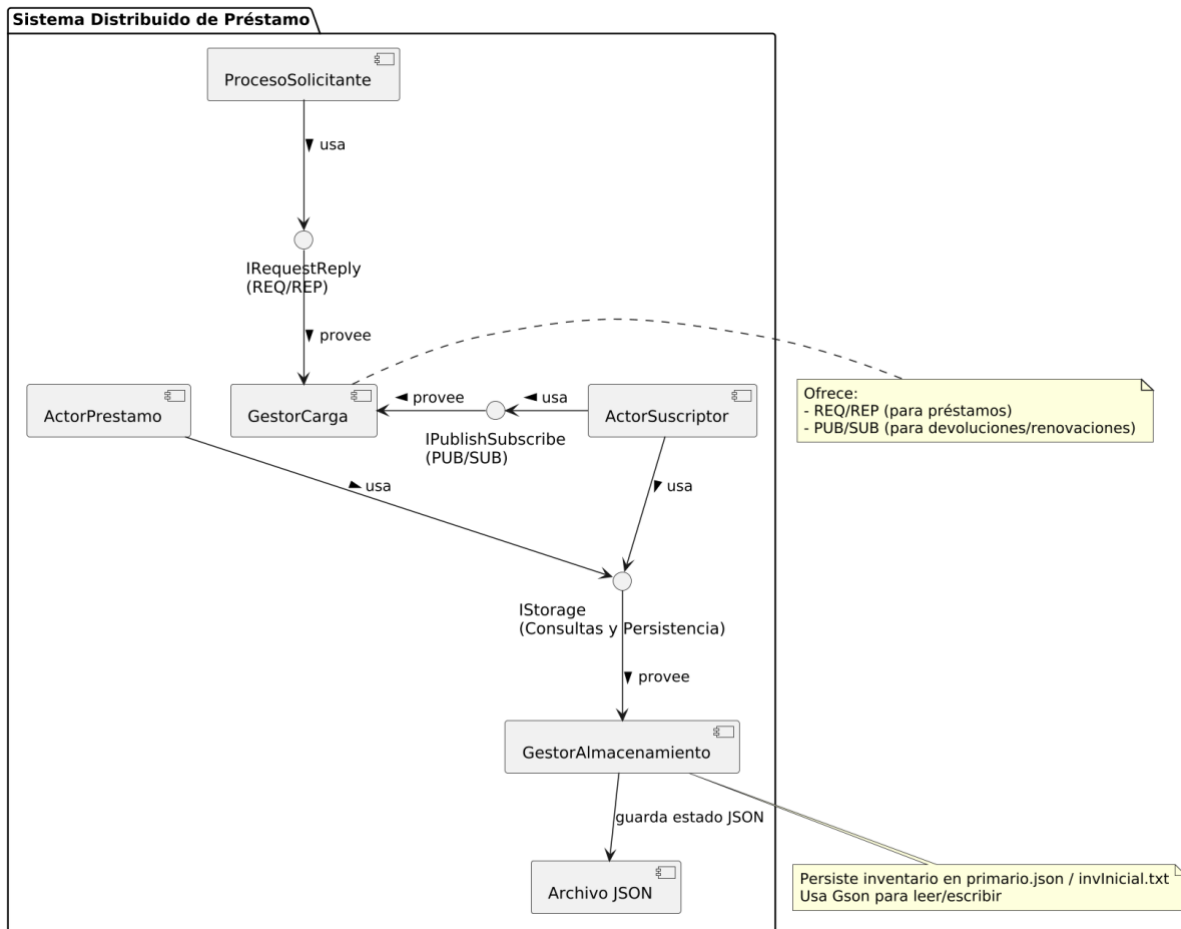 Sistema Distribuido de Préstamo
ProcesoSolicitante
usa
IRequestReply
(REQ/REP)
provee
ActorPrestamo
GestorCarga
provee
usa
ActorSuscriptor
IPublishSubscribe
(PUB/SUB)
Ofrece:
- REQ/REP (para préstamos)
- PUB/SUB (para devoluciones/renovaciones)
usa
usa
IStorage
(Consultas y Persistencia)
provee
GestorAlmacenamiento
guarda estado JSON
Archivo JSON
Persiste inventario en primario.json / invInicial.txt
Usa Gson para leer/escribir